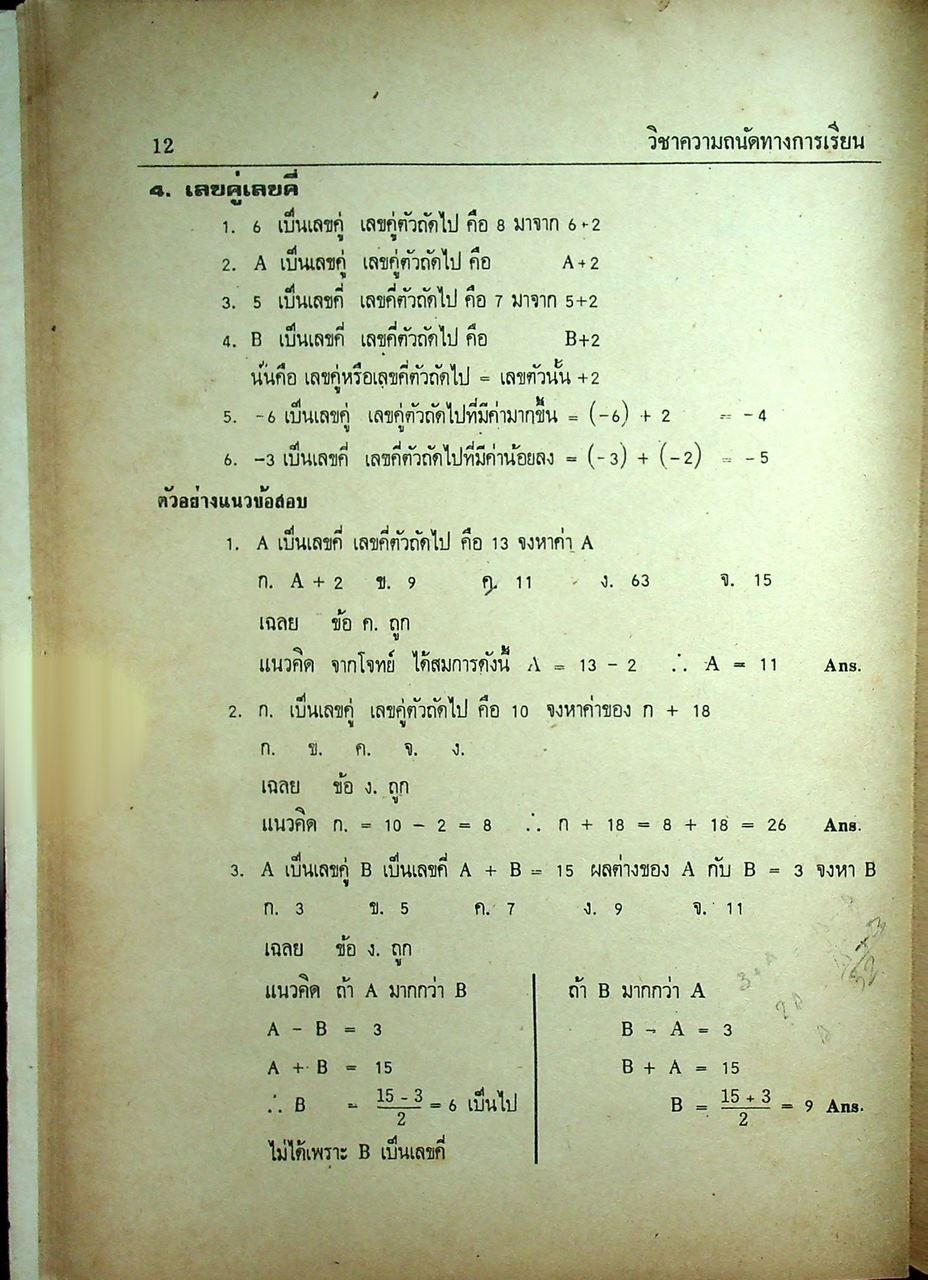 12 วิชาความถนัดทางการเรียน
4. เลขคู่เลขคี่
1. 6 เป็นเลขคู่ เลขคู่ตัวถัดไป คือ 8 มาจาก 6+2
2. A เป็นเลขคู่ เลขคู่ตัวถัดไป คือ A+2
3. 5 เป็นเลขคี่ เลขคี่ตัวถัดไป คือ 7 มาจาก 5+2
4. B เป็นเลขคี่ เลขคี่ตัวถัดไป คือ B+2
นั่นคือ เลขคู่หรือเลขคี่ตัวถัดไป = เลขตัวนั้น +2
5. -6 เป็นเลขคู่ เลขคู่ตัวถัดไปที่มีค่ามากขึ้น = (-6) + 2 = -4
6. -3 เป็นเลขคี่ เลขคี่ตัวถัดไปที่มีค่าน้อยลง = (-3) + (-2) = -5
ตัวอย่างแนวข้อสอบ
1. A เป็นเลขคี่ เลขคี่ตัวถัดไป คือ 13 จงหาค่า A
ก. A + 2 ข. 9 ค. 11 ง. 63 จ. 15
เฉลย ข้อ ค. ถูก
แนวคิด จากโจทย์ ได้สมการดังนี้ A = 13 - 2 ∴ A = 11 Ans.
2. ก. เป็นเลขคู่ เลขคู่ตัวถัดไป คือ 10 จงหาค่าของ ก + 18
ก. ข. ค. จ. ง.
เฉลย ข้อ ง. ถูก
แนวคิด ก. = 10 - 2 = 8 ∴ ก + 18 = 8 + 18 = 26 Ans.
3. A เป็นเลขคู่ B เป็นเลขคี่ A + B = 15 ผลต่างของ A กับ B = 3 จงหา B
ก. 3 ข. 5 ค. 7 ง. 9 จ. 11
เฉลย ข้อ ง. ถูก
แนวคิด ถ้า A มากกว่า B
A - B = 3
A + B = 15
∴ B = (15 - 3)/2 = 6 เป็นไป
ไม่ได้เพราะ B เป็นเลขคี่
ถ้า B มากกว่า A
B - A = 3
B + A = 15
B = (15 + 3)/2 = 9 Ans.